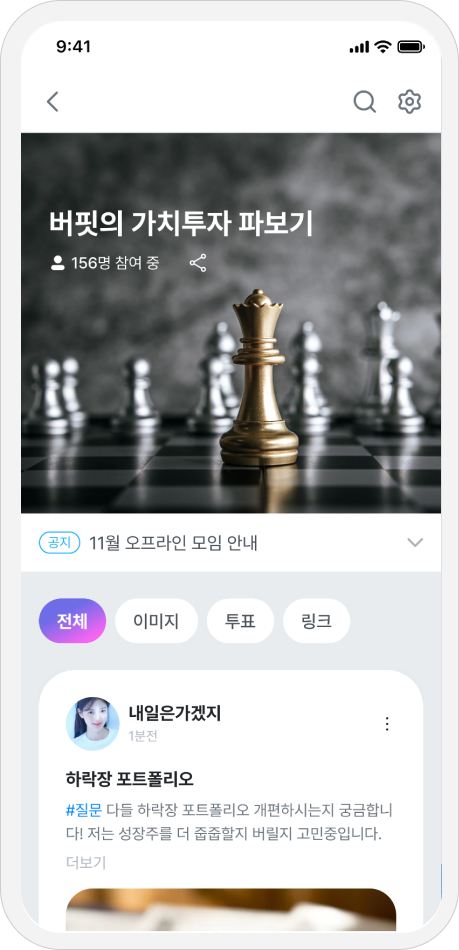 9:41
버핏의 가치투자 파보기
156명 참여 중
공지 11월 오프라인 모임 안내
전체 이미지 투표 링크
내일은가겠지
1분전
하락장 포트폴리오
#질문 다들 하락장 포트폴리오 개편하시는지 궁금합니
다! 저는 성장주를 더 줍줍할지 버릴지 고민중입니다.
더보기